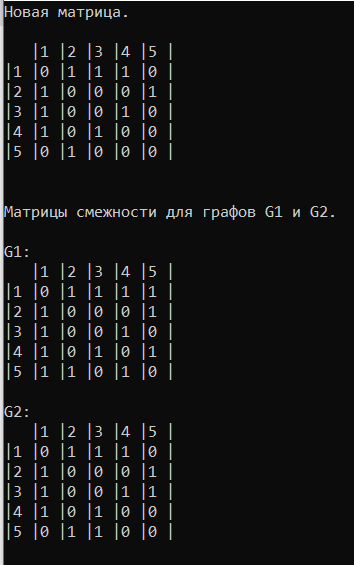 Новая матрица.
|1 |2 |3 |4 |5 |
|1 |0 |1 |1 |1 |0 |
|2 |1 |0 |0 |0 |1 |
|3 |1 |0 |0 |1 |0 |
|4 |1 |0 |1 |0 |0 |
|5 |0 |1 |0 |0 |0 |
Матрицы смежности для графов G1 и G2.
G1:
|1 |2 |3 |4 |5 |
|1 |0 |1 |1 |1 |1 |
|2 |1 |0 |0 |0 |1 |
|3 |1 |0 |0 |1 |0 |
|4 |1 |0 |1 |0 |1 |
|5 |1 |1 |0 |1 |0 |
G2:
|1 |2 |3 |4 |5 |
|1 |0 |1 |1 |1 |0 |
|2 |1 |0 |0 |0 |1 |
|3 |1 |0 |0 |1 |1 |
|4 |1 |0 |1 |0 |0 |
|5 |0 |1 |1 |0 |0 |